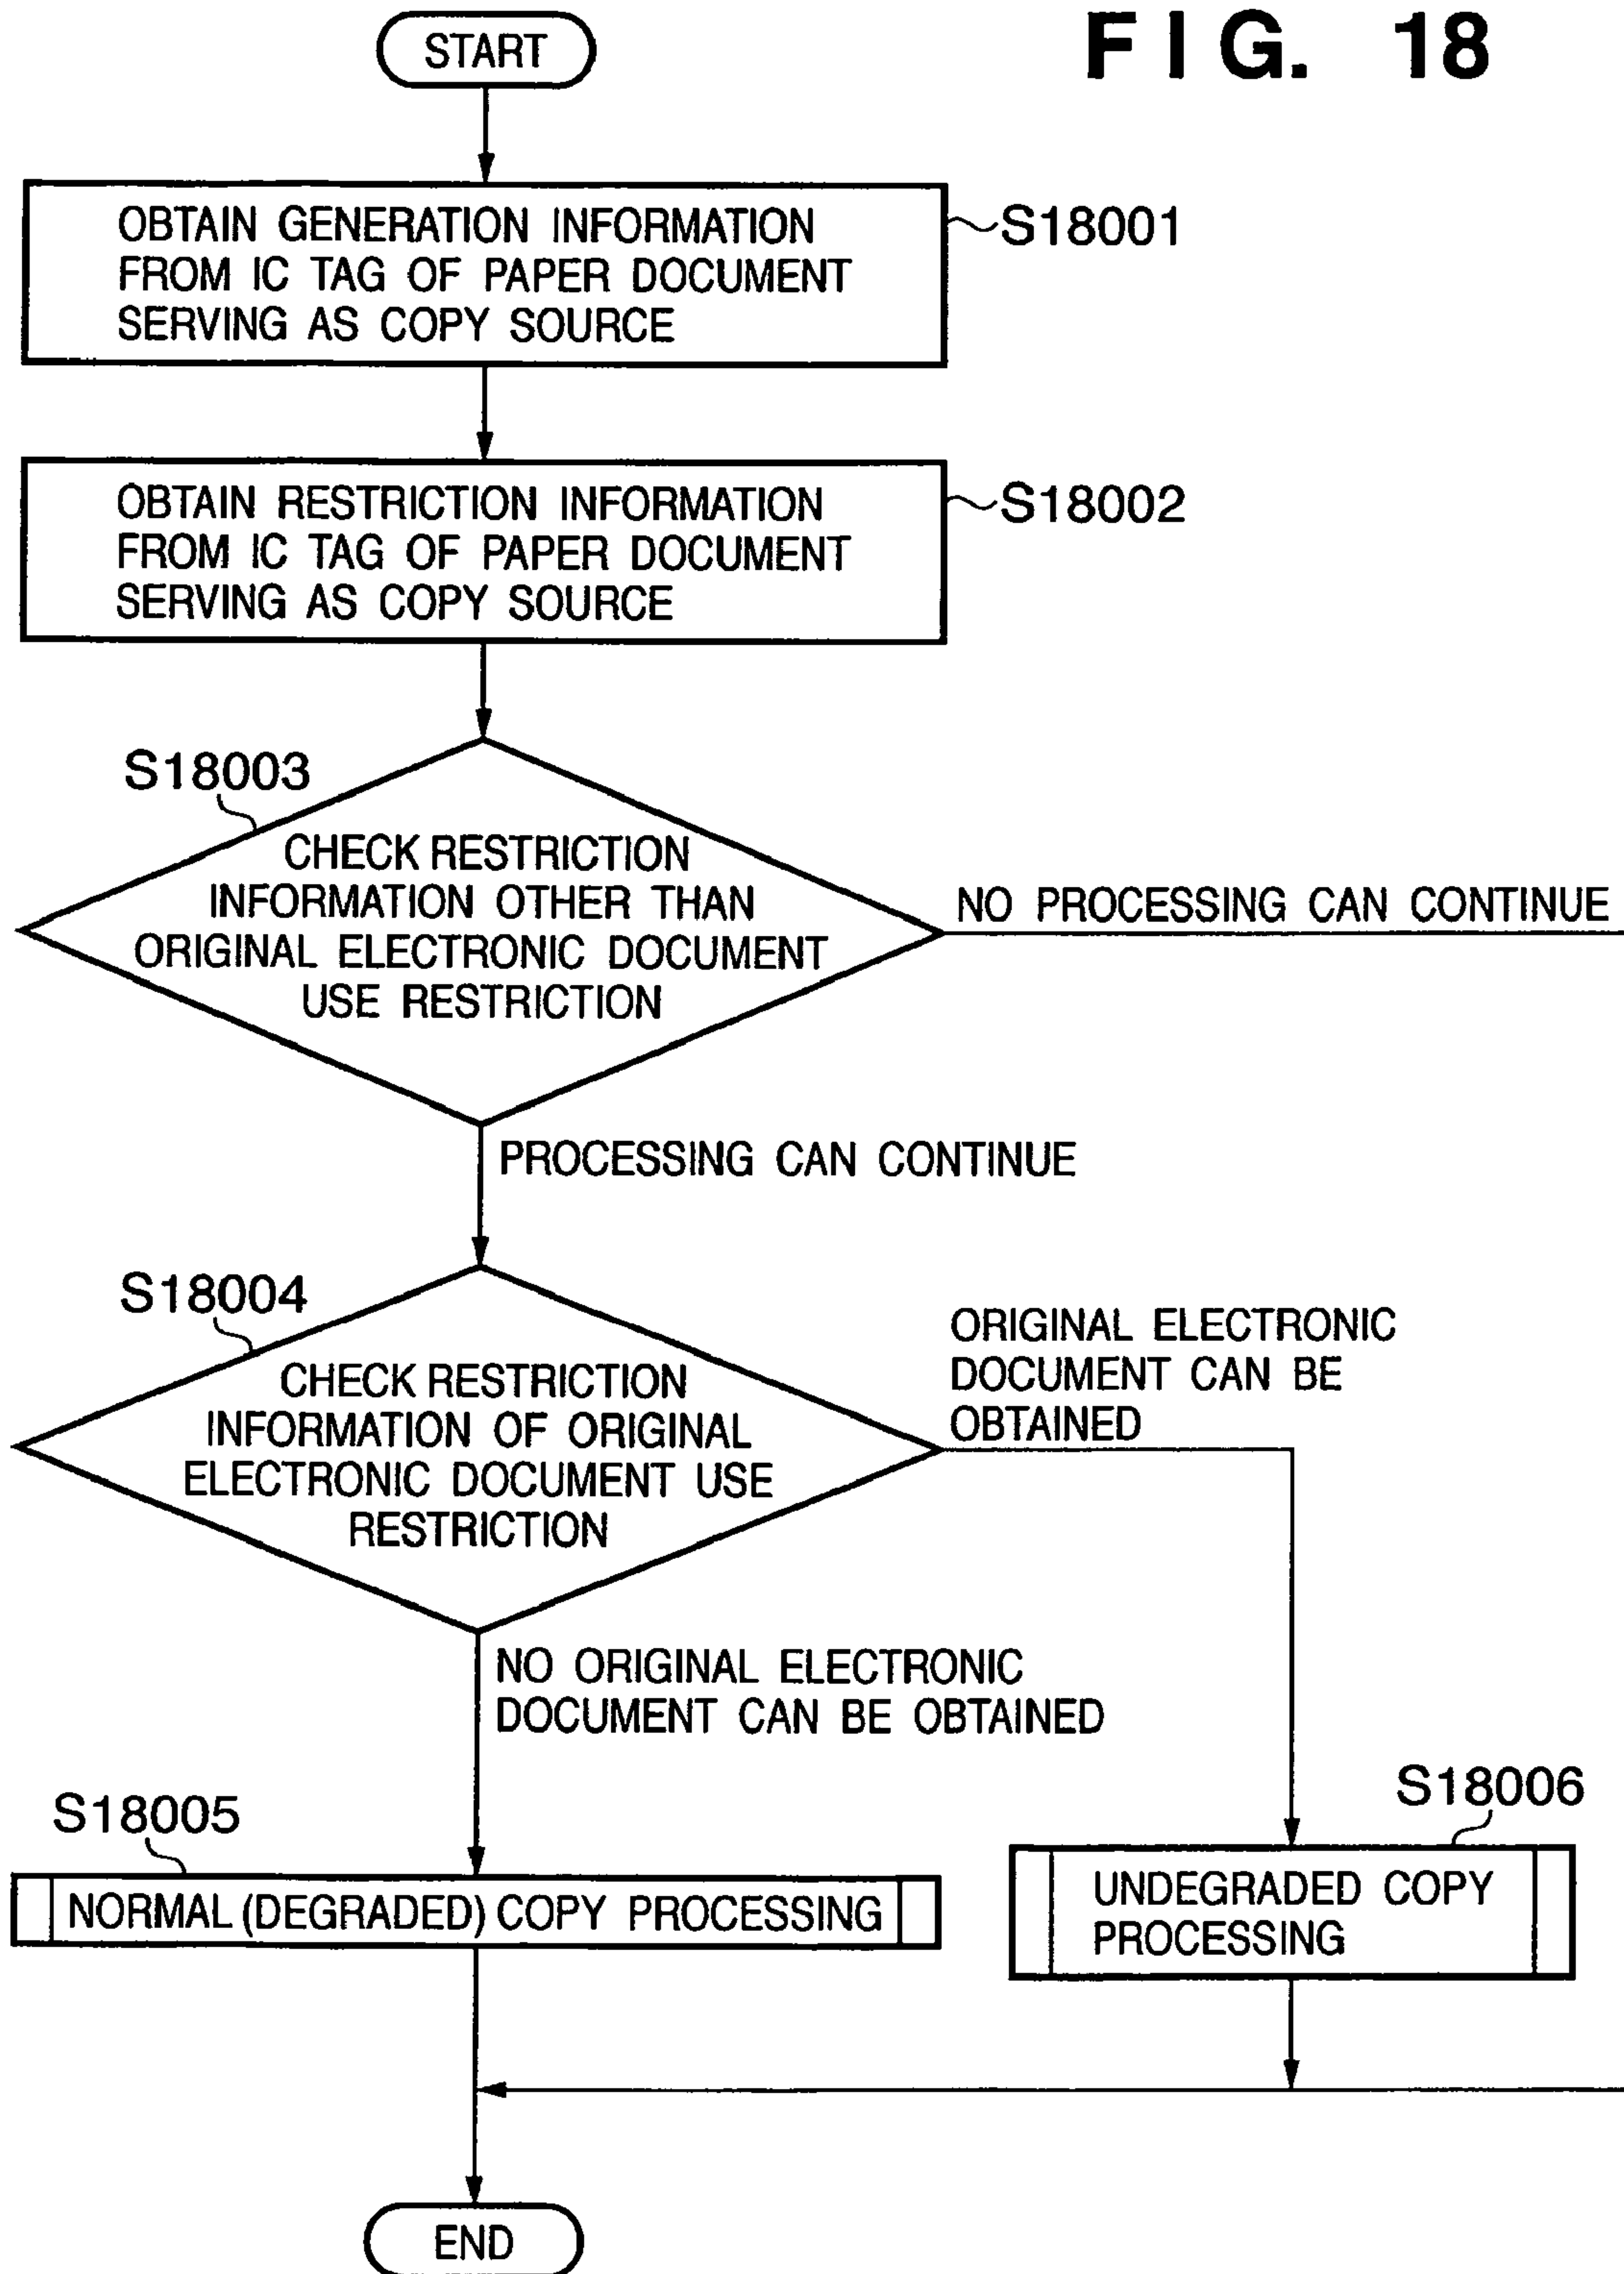 FIG. 18
START
OBTAIN GENERATION INFORMATION
FROM IC TAG OF PAPER DOCUMENT
SERVING AS COPY SOURCE
S18001
OBTAIN RESTRICTION INFORMATION
FROM IC TAG OF PAPER DOCUMENT
SERVING AS COPY SOURCE
S18002
S18003
CHECK RESTRICTION
INFORMATION OTHER THAN
ORIGINAL ELECTRONIC DOCUMENT
USE RESTRICTION
NO PROCESSING CAN CONTINUE
PROCESSING CAN CONTINUE
S18004
CHECK RESTRICTION
INFORMATION OF ORIGINAL
ELECTRONIC DOCUMENT USE
RESTRICTION
ORIGINAL ELECTRONIC
DOCUMENT CAN BE
OBTAINED
NO ORIGINAL ELECTRONIC
DOCUMENT CAN BE OBTAINED
S18005
NORMAL (DEGRADED) COPY PROCESSING
S18006
UNDEGRADED COPY
PROCESSING
END